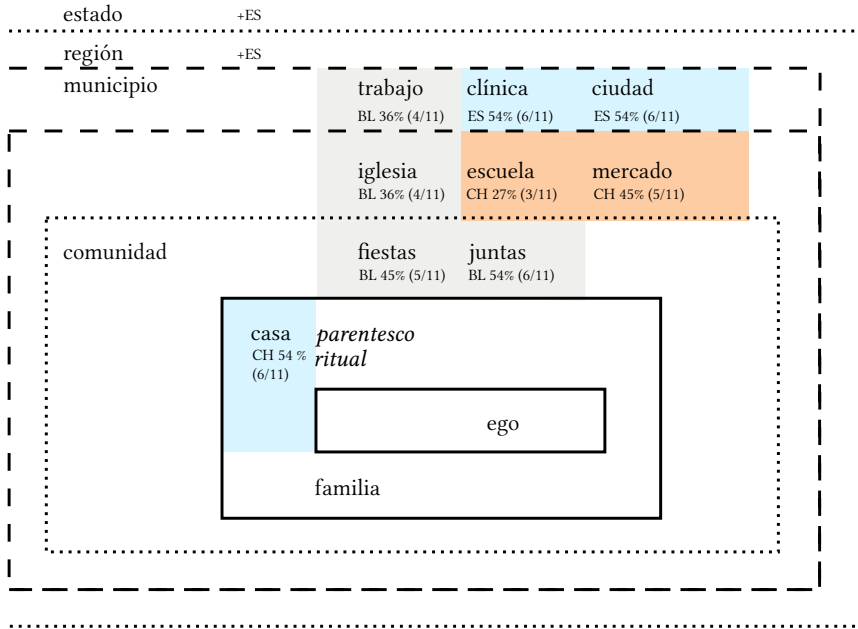 estado +ES
región +ES
municipio
trabajo clínica ciudad
BL 36% (4/11) ES 54% (6/11) ES 54% (6/11)
iglesia escuela mercado
BL 36% (4/11) CH 27% (3/11) CH 45% (5/11)
comunidad fiestas juntas
BL 45% (5/11) BL 54% (6/11)
casa parentesco
CH 54 % ritual
(6/11)
ego
familia